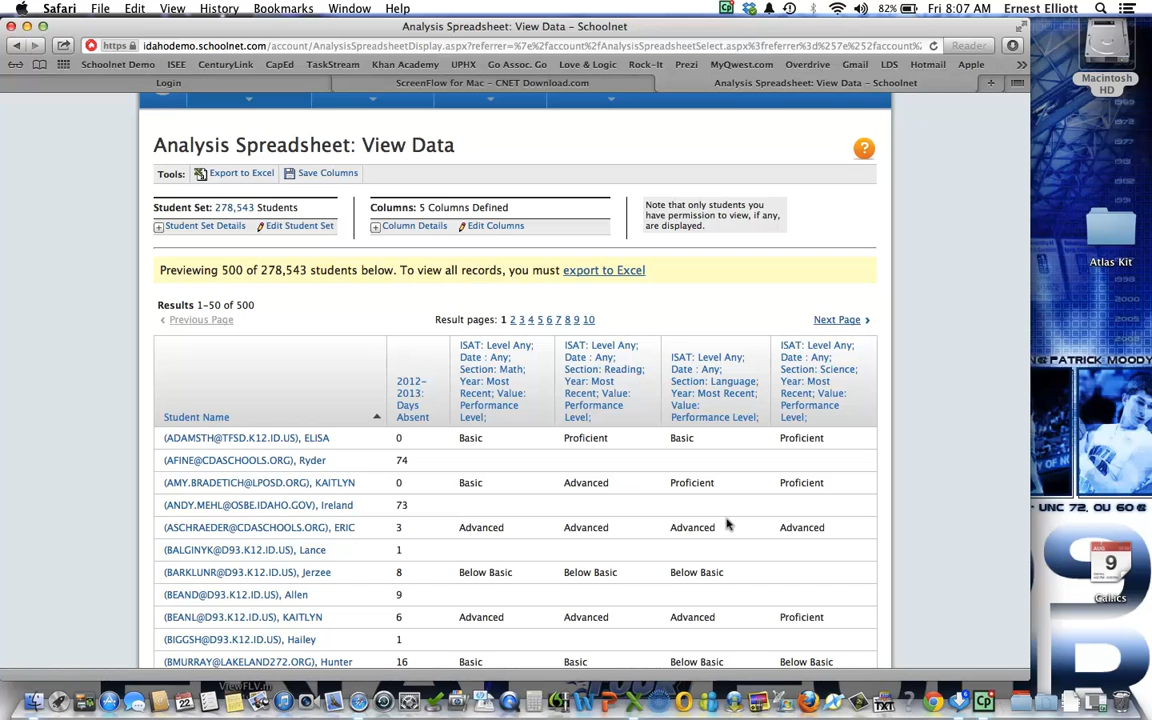 Safari File Edit View History Bookmarks Window Help 82% Fri 8:07 AM Ernest Elliott
Analysis Spreadsheet: View Data – Schoolnet
https idahodemo.schoolnet.com/account/AnalysisSpreadsheetDisplay.aspx?referrer=%7e%2faccount%2fAnalysisSpreadsheetSelect.aspx%3freferrer%3d%257e%252faccount% Reader
Schoolnet Demo ISEE CenturyLink CapEd TaskStream Khan Academy UPHX Go Assoc. Go Love & Logic Rock-It Prezi MyQwest.com Overdrive Gmail LDS Hotmail Apple
Login ScreenFlow for Mac – CNET Download.com Analysis Spreadsheet: View Data – Schoolnet
Macintosh HD
Analysis Spreadsheet: View Data
?
Tools: Export to Excel Save Columns
Student Set: 278,543 Students
Student Set Details Edit Student Set
Columns: 5 Columns Defined
Column Details Edit Columns
Note that only students you
have permission to view, if any,
are displayed.
Previewing 500 of 278,543 students below. To view all records, you must export to Excel
Results 1-50 of 500
Previous Page Result pages: 1 2 3 4 5 6 7 8 9 10 Next Page
Student Name
2012-
2013:
Days
Absent
ISAT: Level Any;
Date : Any;
Section: Math;
Year: Most
Recent; Value:
Performance
Level;
ISAT: Level Any;
Date : Any;
Section: Reading;
Year: Most
Recent; Value:
Performance
Level;
ISAT: Level Any;
Date : Any;
Section: Language;
Year: Most Recent;
Value:
Performance Level;
ISAT: Level Any;
Date : Any;
Section: Science;
Year: Most
Recent; Value:
Performance
Level;
(ADAMSTH@TFSD.K12.ID.US), ELISA 0 Basic Proficient Basic Proficient
(AFINE@CDASCHOOLS.ORG), Ryder 74
(AMY.BRADETICH@LPOSD.ORG), KAITLYN 0 Basic Advanced Proficient Proficient
(ANDY.MEHL@OSBE.IDAHO.GOV), Ireland 73
(ASCHRAEDER@CDASCHOOLS.ORG), ERIC 3 Advanced Advanced Advanced Advanced
(BALGINYK@D93.K12.ID.US), Lance 1
(BARKLUNR@D93.K12.ID.US), Jerzee 8 Below Basic Below Basic Below Basic
(BEAND@D93.K12.ID.US), Allen 9
(BEANL@D93.K12.ID.US), KAITLYN 6 Advanced Advanced Advanced Proficient
(BIGGSH@D93.K12.ID.US), Hailey 1
(BMURRAY@LAKELAND272.ORG), Hunter 16 Basic Basic Below Basic Below Basic
Atlas Kit
PATRICK MOODY
UNC 72, OU 60
AUG
9
Cal.ics